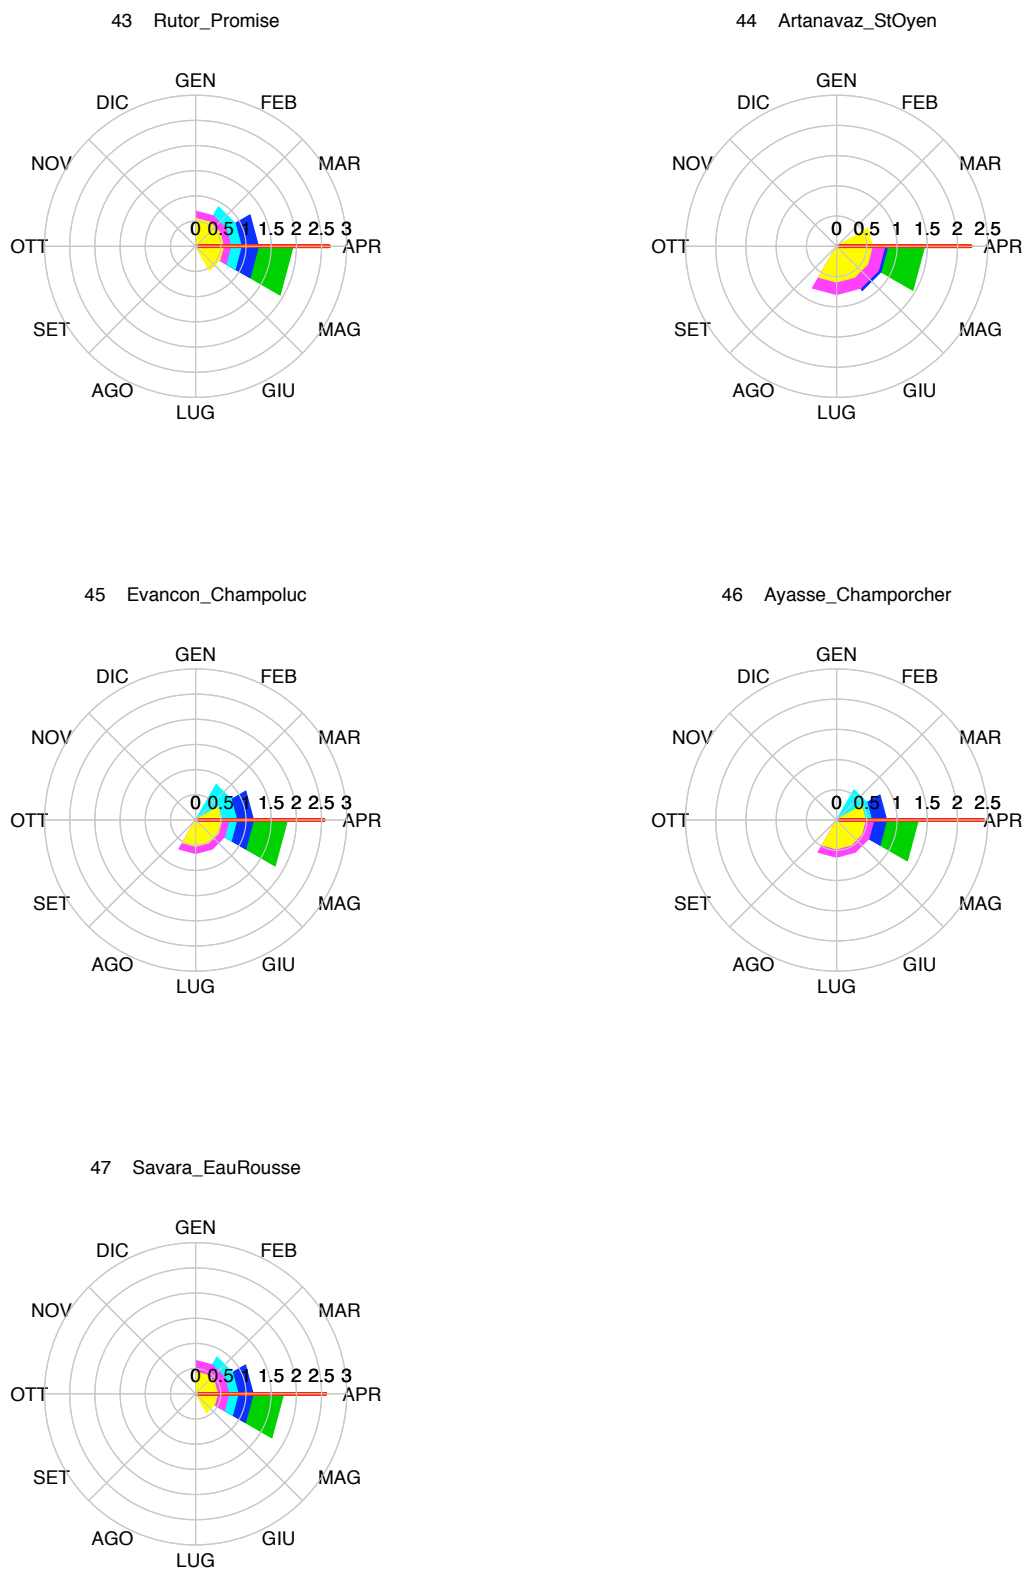 43 Rutor_Promise
GEN
DIC FEB
NOV MAR
0 0.5 1 1.5 2 2.5 3
OTT APR
SET MAG
AGO GIU
LUG
44 Artanavaz_StOyen
GEN
DIC FEB
NOV MAR
0 0.5 1 1.5 2 2.5
OTT APR
SET MAG
AGO GIU
LUG
45 Evancon_Champoluc
GEN
DIC FEB
NOV MAR
0 0.5 1 1.5 2 2.5 3
OTT APR
SET MAG
AGO GIU
LUG
46 Ayasse_Champorcher
GEN
DIC FEB
NOV MAR
0 0.5 1 1.5 2 2.5
OTT APR
SET MAG
AGO GIU
LUG
47 Savara_EauRousse
GEN
DIC FEB
NOV MAR
0 0.5 1 1.5 2 2.5 3
OTT APR
SET MAG
AGO GIU
LUG